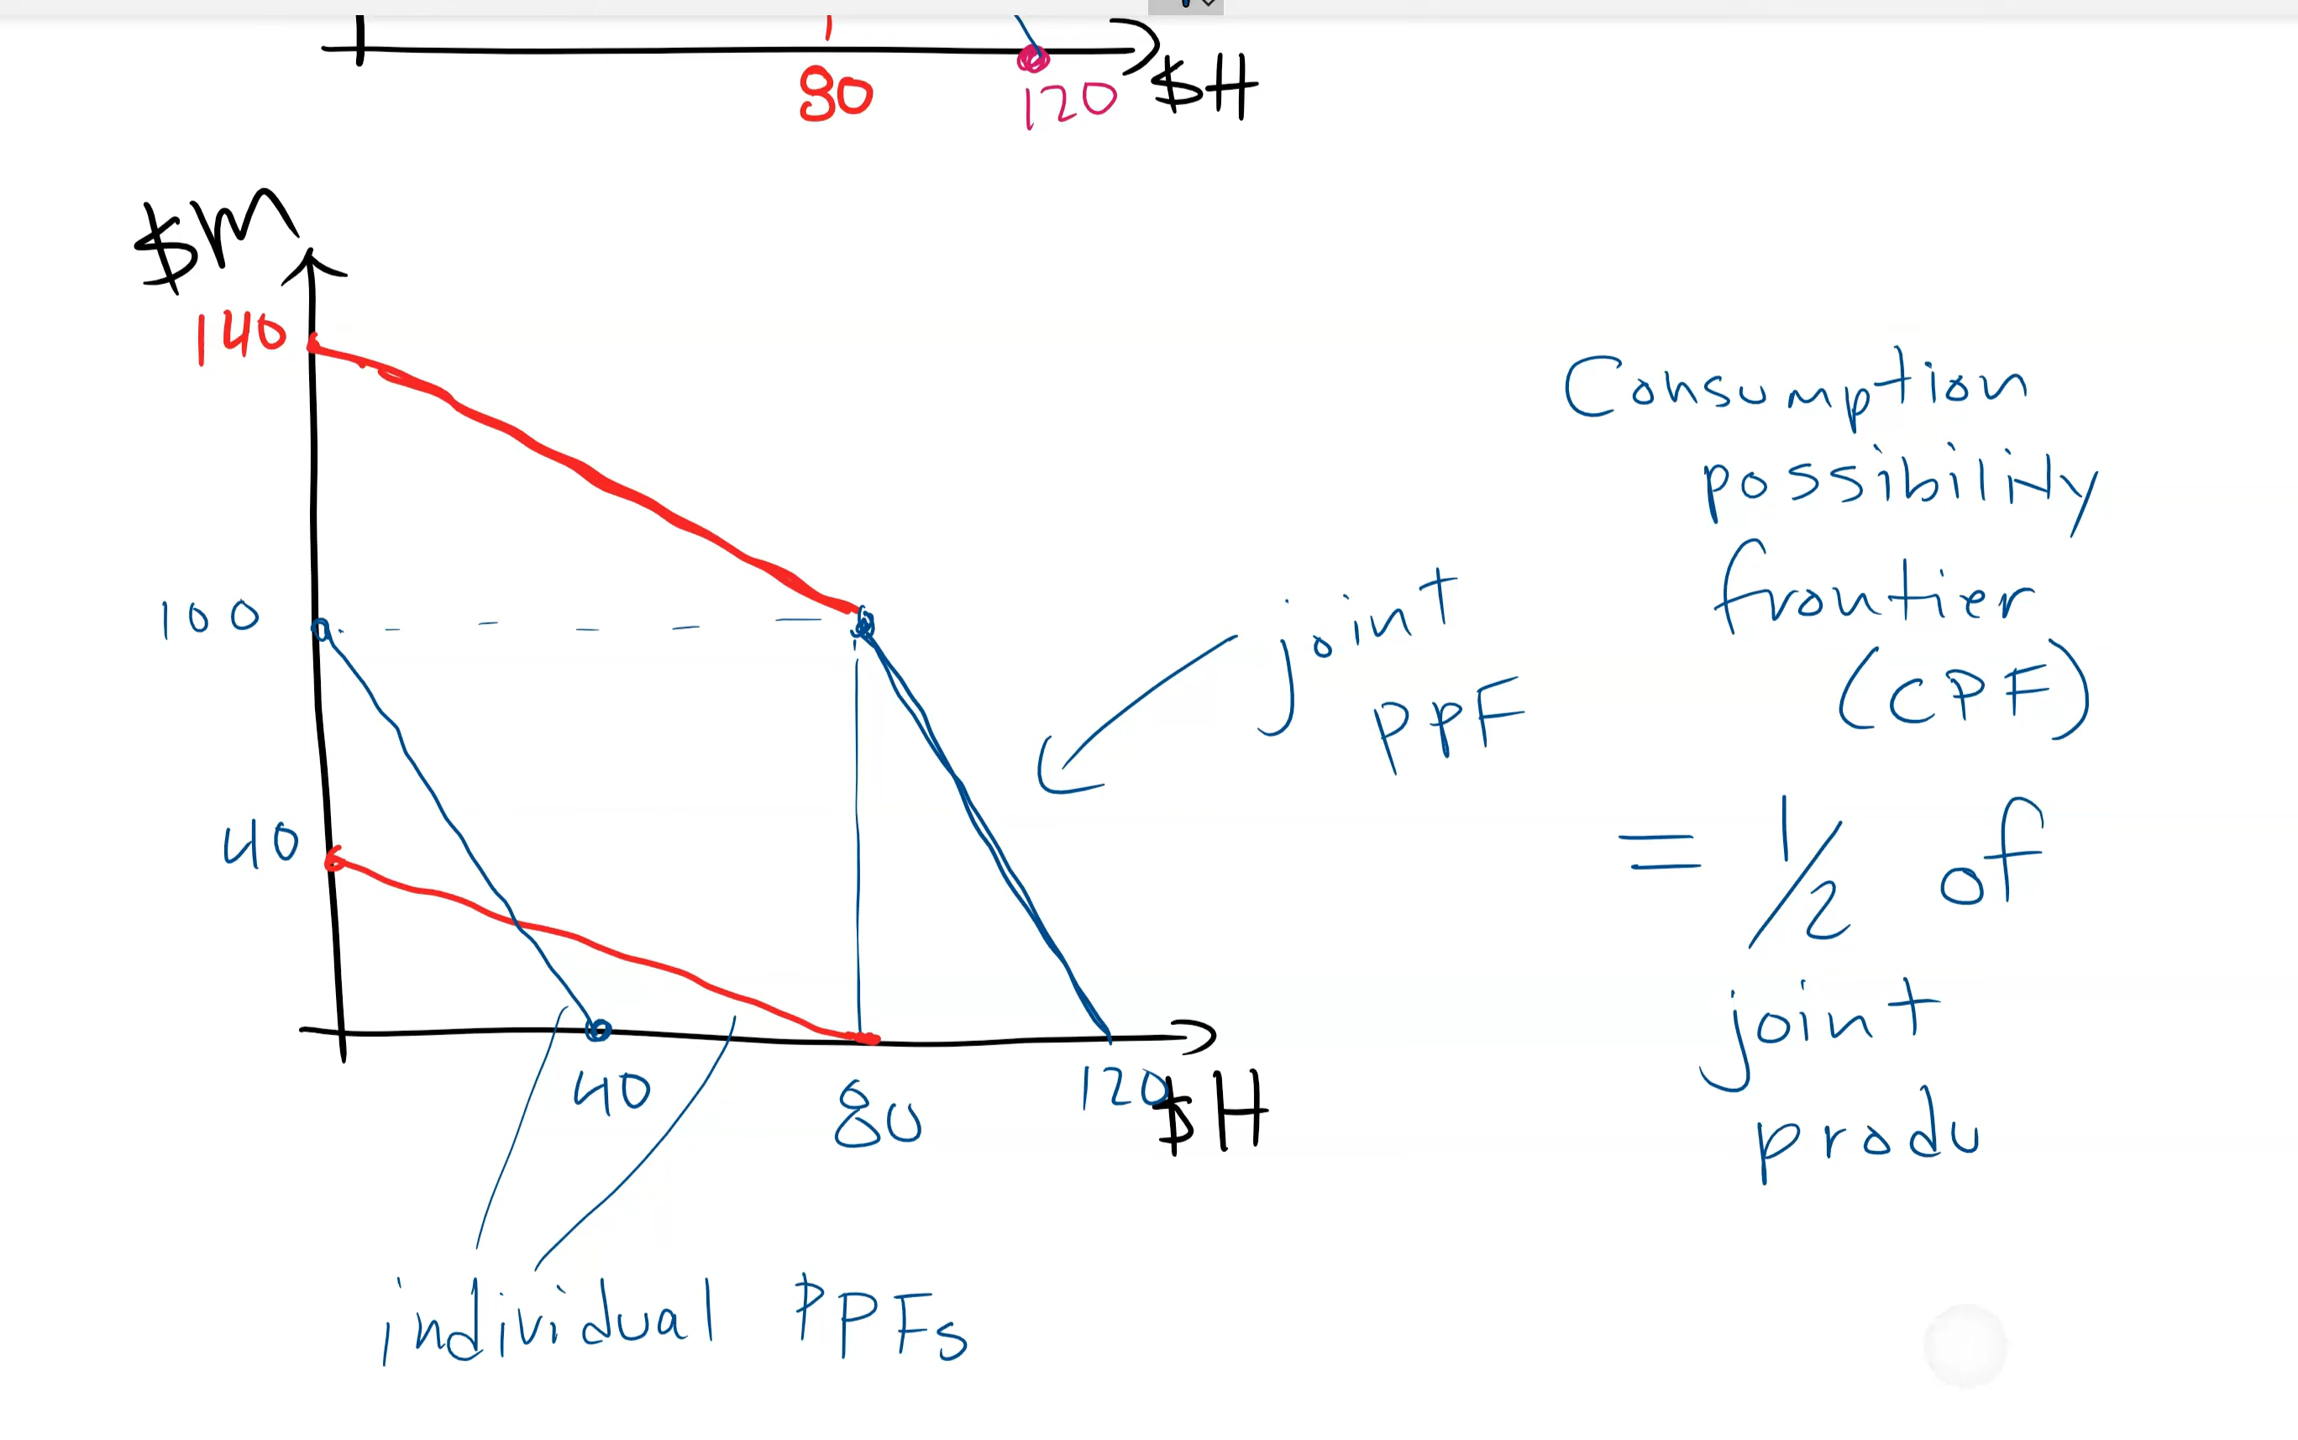 80
120
$H
$M
140
100
40
40
80
120
$H
joint
PPF
individual PPFs
Consumption
possibility
frontier
(CPF)
= 1/2 of
joint
produ